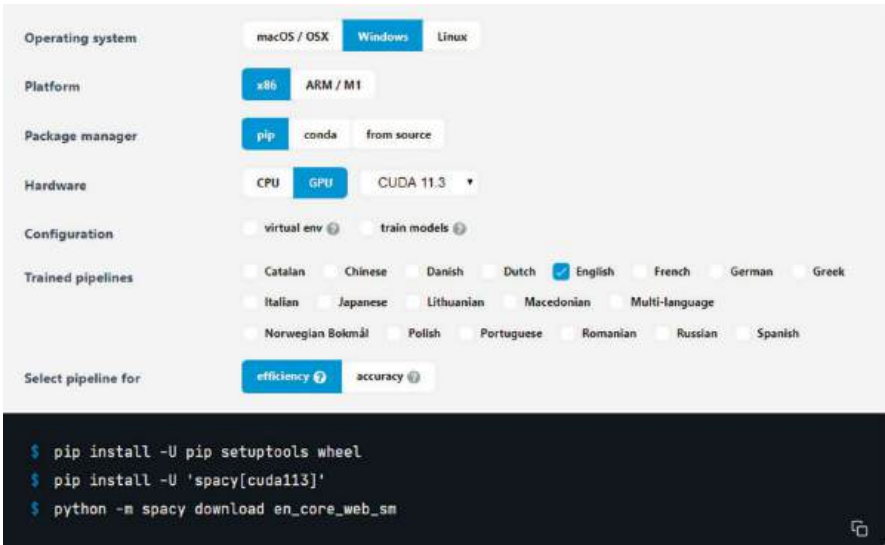 Operating system macOS / OSX Windows Linux
Platform x86 ARM / M1
Package manager pip conda from source
Hardware CPU GPU CUDA 11.3
Configuration virtual env ? train models ?
Trained pipelines Catalan Chinese Danish Dutch English French German Greek
Italian Japanese Lithuanian Macedonian Multi-language
Norwegian Bokmål Polish Portuguese Romanian Russian Spanish
Select pipeline for efficiency ? accuracy ?
$ pip install -U pip setuptools wheel
$ pip install -U 'spacy[cuda113]'
$ python -m spacy download en_core_web_sm